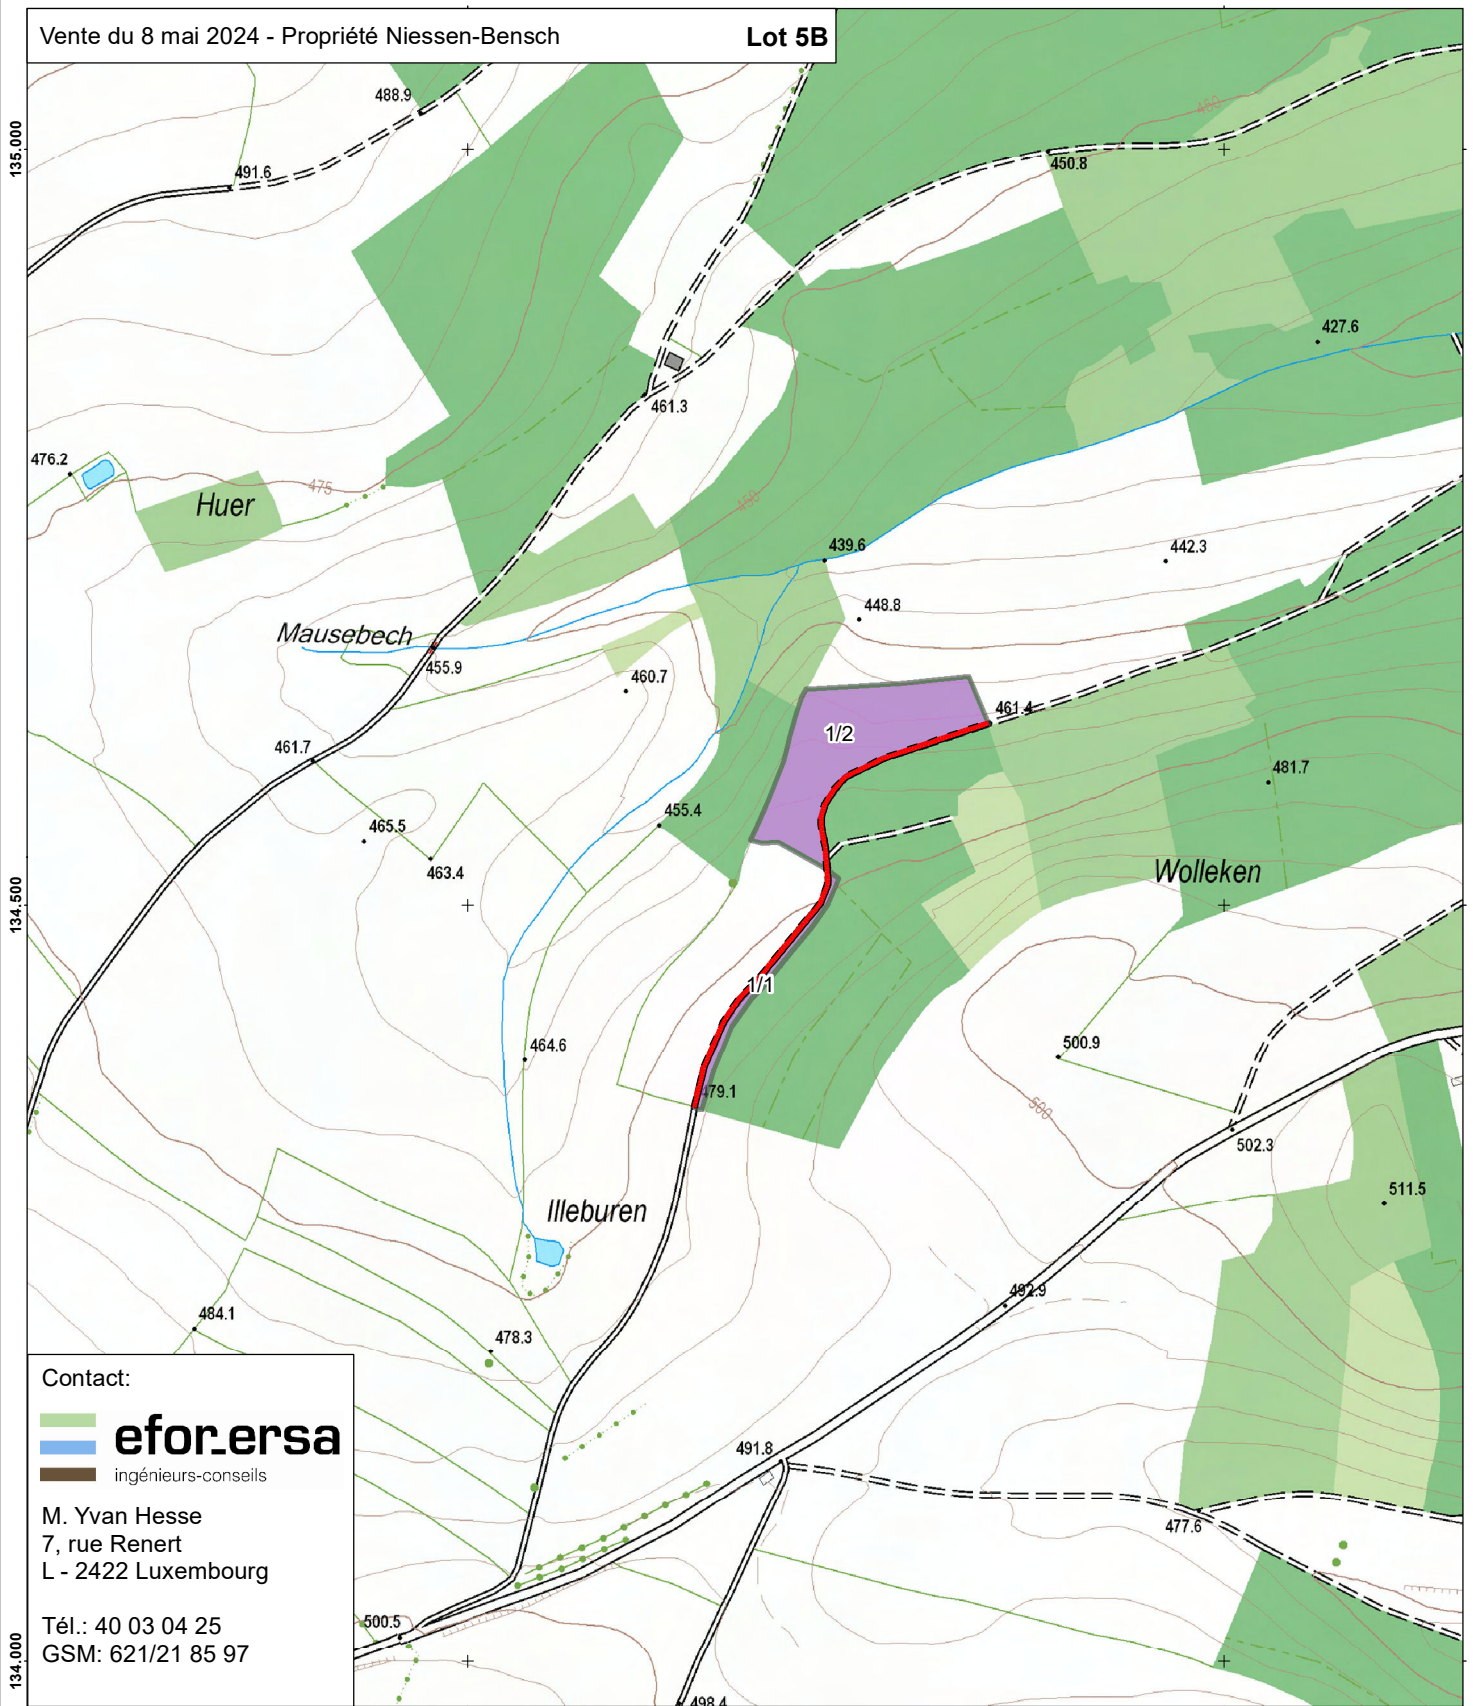 Vente du 8 mai 2024 - Propriété Niessen-Bensch
Lot 5B
488.9
450
135.000
450.8
491.6
427.6
461.3
476.2
475
Huer
450
439.6
442.3
448.8
Mausebech
455.9
460.7
461.4
1/2
461.7
481.7
455.4
465.5
463.4
Wolleken
134.500
1/1
464.6
500.9
479.1
500
502.3
511.5
Illeburen
492.9
484.1
478.3
Contact:
efor_ersa
ingénieurs-conseils
491.8
M. Yvan Hesse
7, rue Renert
L - 2422 Luxembourg
477.6
Tél.: 40 03 04 25
GSM: 621/21 85 97
500.5
134.000
498.4